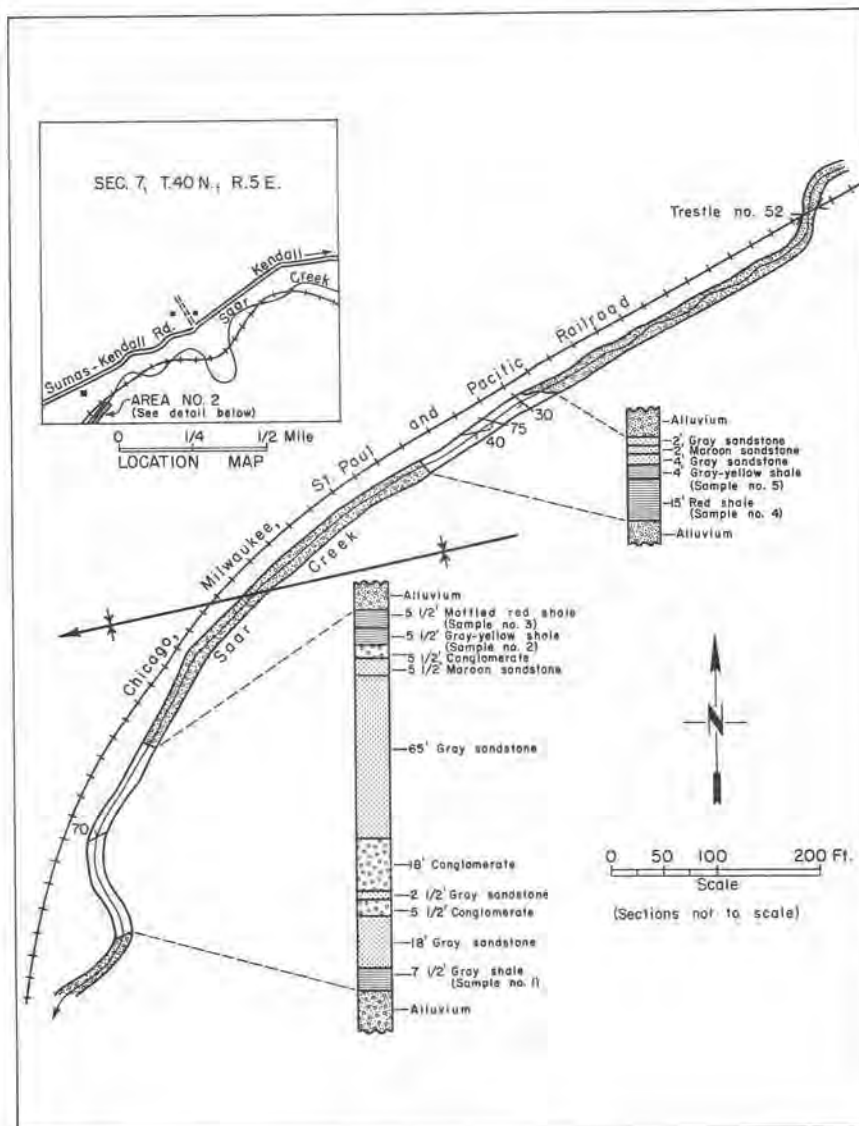 SEC. 7, T.40 N., R.5 E.
Kendall
Creek
Saar
Sumas-Kendall Rd.
AREA NO. 2
(See detail below)
0 1/4 1/2 Mile
LOCATION MAP
Trestle no. 52
Chicago, Milwaukee, St. Paul and Pacific Railroad
30
75
40
Saar Creek
70
Alluvium
2' Gray sandstone
2' Maroon sandstone
4' Gray sandstone
4' Gray-yellow shale
(Sample no. 5)
15' Red shale
(Sample no. 4)
Alluvium
Alluvium
5 1/2' Mottled red shale
(Sample no. 3)
5 1/2' Gray-yellow shale
(Sample no. 2)
5 1/2' Conglomerate
5 1/2' Maroon sandstone
65' Gray sandstone
18' Conglomerate
2 1/2' Gray sandstone
5 1/2' Conglomerate
18' Gray sandstone
7 1/2' Gray shale
(Sample no. 1)
Alluvium
N
0 50 100 200 Ft.
Scale
(Sections not to scale)